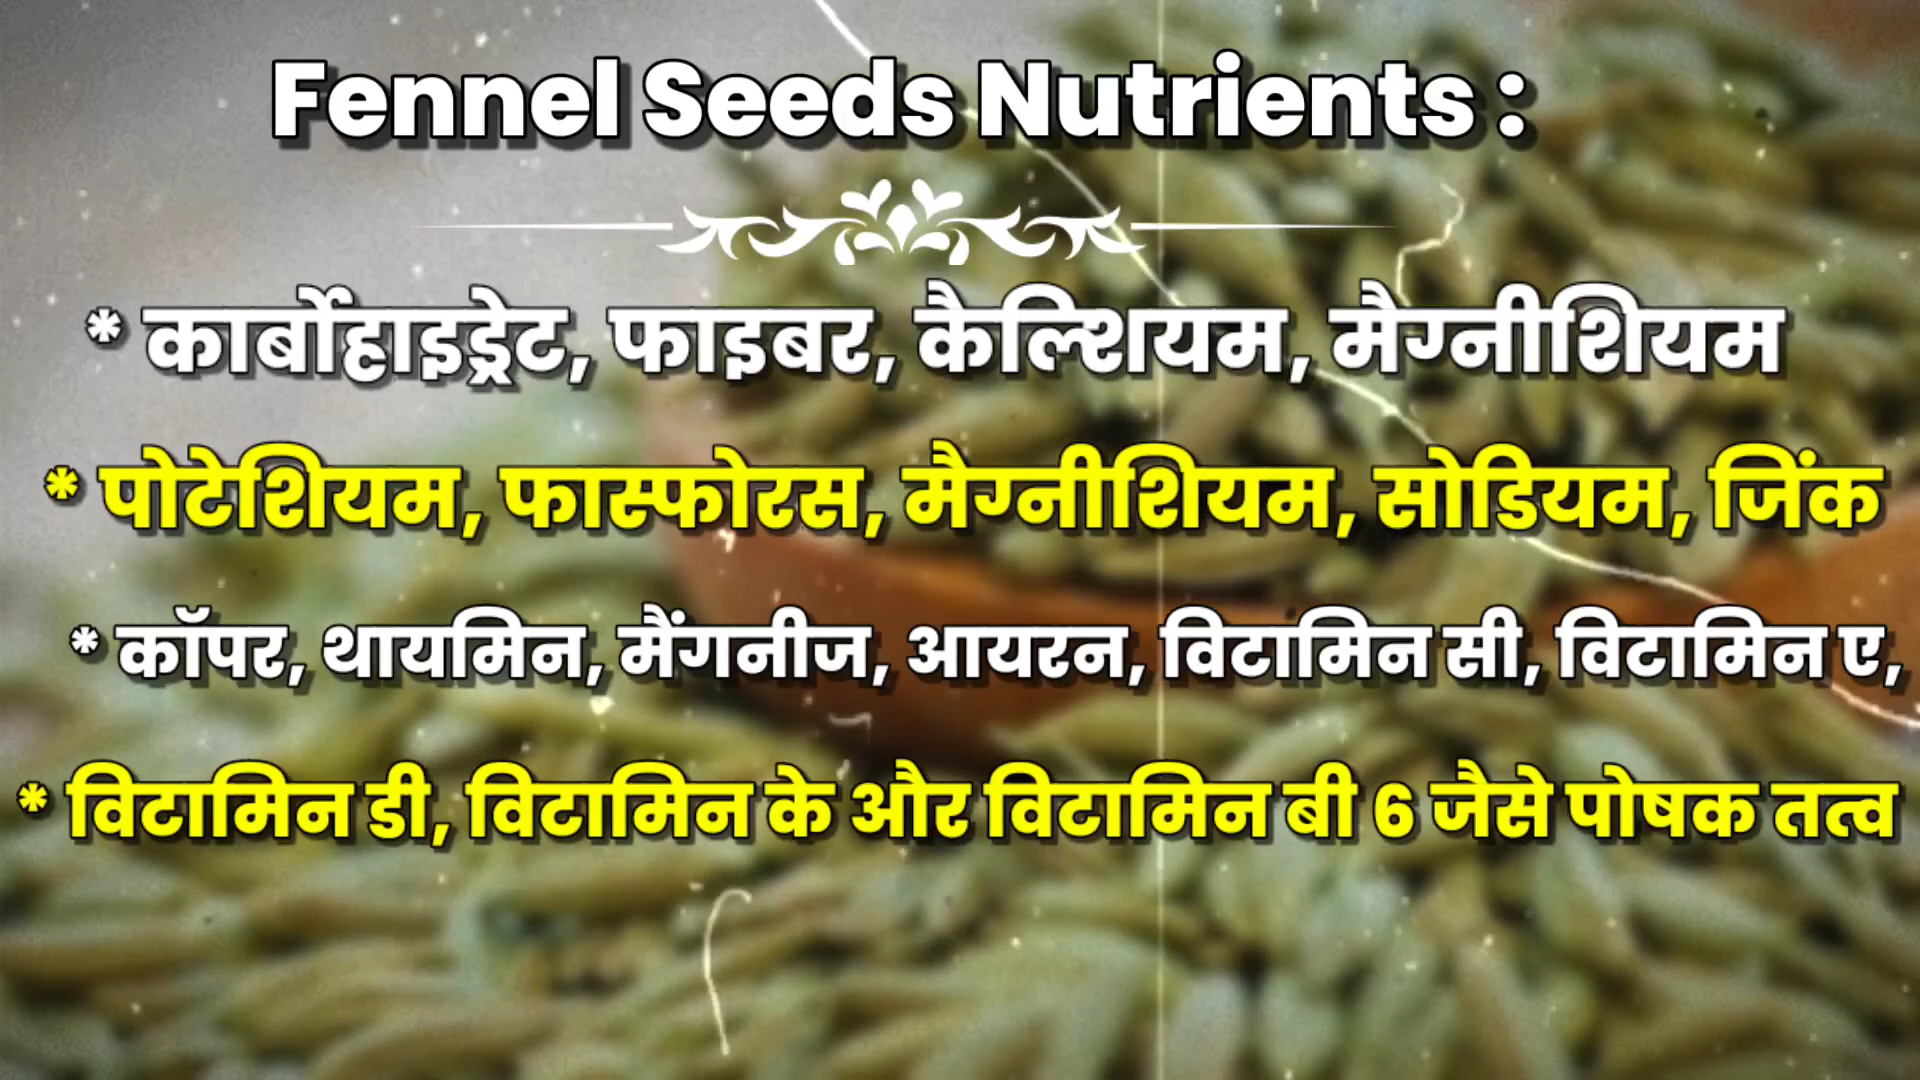 Fennel Seeds Nutrients :
* कार्बोहाइड्रेट, फाइबर, कैल्शियम, मैग्नीशियम
* पोटेशियम, फास्फोरस, मैग्नीशियम, सोडियम, जिंक
* कॉपर, थायमिन, मैंगनीज, आयरन, विटामिन सी, विटामिन ए,
* विटामिन डी, विटामिन के और विटामिन बी 6 जैसे पोषक तत्व